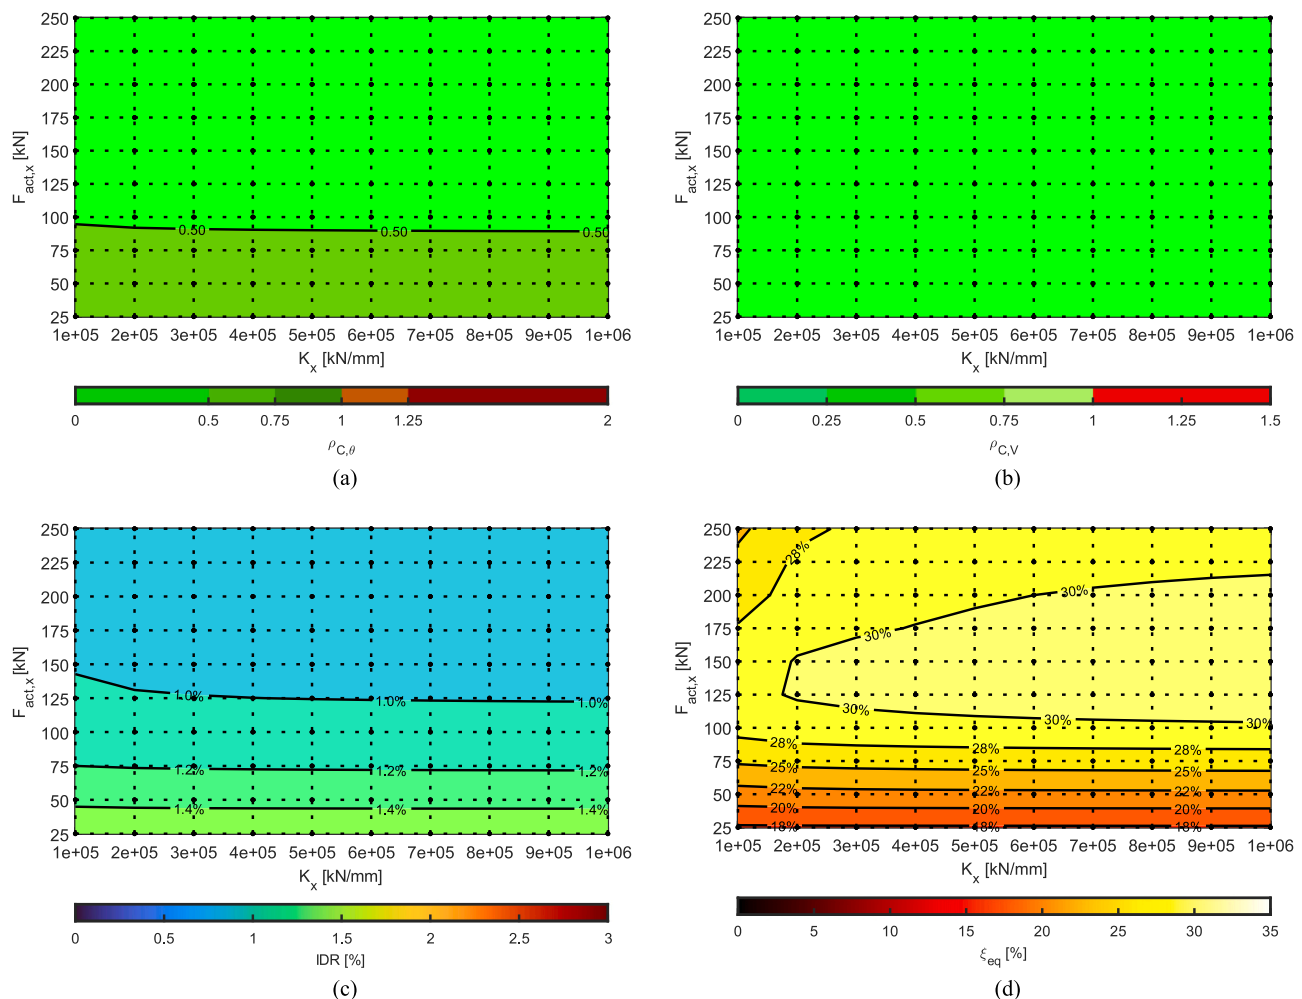 250
225
200
175
150
125
100
75
50
25
F_act,x [kN]
0.50 0.50 0.50
1e+05 2e+05 3e+05 4e+05 5e+05 6e+05 7e+05 8e+05 9e+05 1e+06
K_x [kN/mm]
0 0.5 0.75 1 1.25 2
ρ_C,θ
(a)
250
225
200
175
150
125
100
75
50
25
F_act,x [kN]
1e+05 2e+05 3e+05 4e+05 5e+05 6e+05 7e+05 8e+05 9e+05 1e+06
K_x [kN/mm]
0 0.25 0.5 0.75 1 1.25 1.5
ρ_C,V
(b)
250
225
200
175
150
125
100
75
50
25
F_act,x [kN]
1.0% 1.0% 1.0%
1.2% 1.2% 1.2%
1.4% 1.4% 1.4%
1e+05 2e+05 3e+05 4e+05 5e+05 6e+05 7e+05 8e+05 9e+05 1e+06
K_x [kN/mm]
0 0.5 1 1.5 2 2.5 3
IDR [%]
(c)
250
225
200
175
150
125
100
75
50
25
F_act,x [kN]
28%
30%
30%
30% 30% 30%
28% 28% 28%
25% 25% 25%
22% 22% 22%
20% 20% 20%
18% 18% 18%
1e+05 2e+05 3e+05 4e+05 5e+05 6e+05 7e+05 8e+05 9e+05 1e+06
K_x [kN/mm]
0 5 10 15 20 25 30 35
ξ_eq [%]
(d)